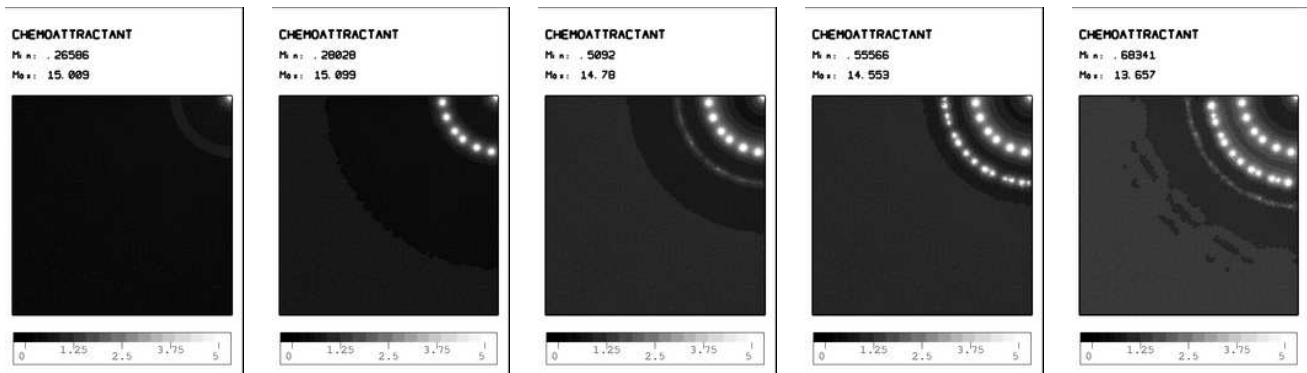 CHEMOATTRACTANT
Min: .26586
Max: 15.009
0 1.25 2.5 3.75 5
CHEMOATTRACTANT
Min: .28028
Max: 15.099
0 1.25 2.5 3.75 5
CHEMOATTRACTANT
Min: .5092
Max: 14.78
0 1.25 2.5 3.75 5
CHEMOATTRACTANT
Min: .55566
Max: 14.553
0 1.25 2.5 3.75 5
CHEMOATTRACTANT
Min: .68341
Max: 13.657
0 1.25 2.5 3.75 5